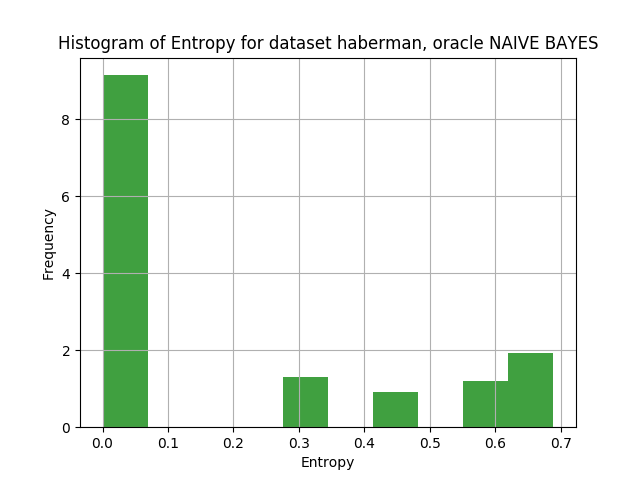 Histogram of Entropy for dataset haberman, oracle NAIVE BAYES
8
6
4
2
0
Frequency
0.0 0.1 0.2 0.3 0.4 0.5 0.6 0.7
Entropy